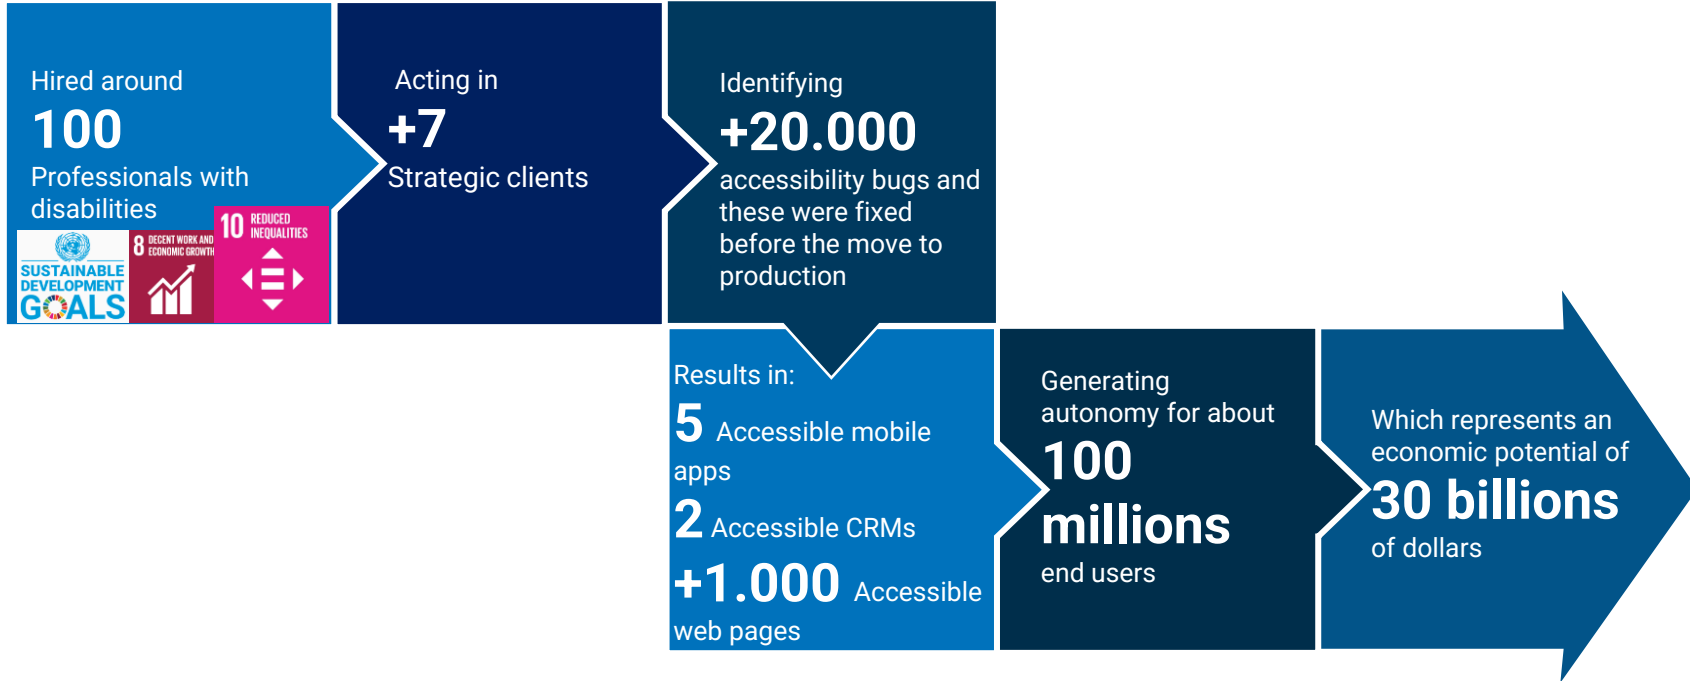 Hired around
100
Professionals with
disabilities
SUSTAINABLE
DEVELOPMENT
GOALS
8 DECENT WORK AND
ECONOMIC GROWTH
10 REDUCED
INEQUALITIES
Acting in
+7
Strategic clients
Identifying
+20.000
accessibility bugs and
these were fixed
before the move to
production
Results in:
5 Accessible mobile
apps
2 Accessible CRMs
+1.000 Accessible
web pages
Generating
autonomy for about
100
millions
end users
Which represents an
economic potential of
30 billions
of dollars